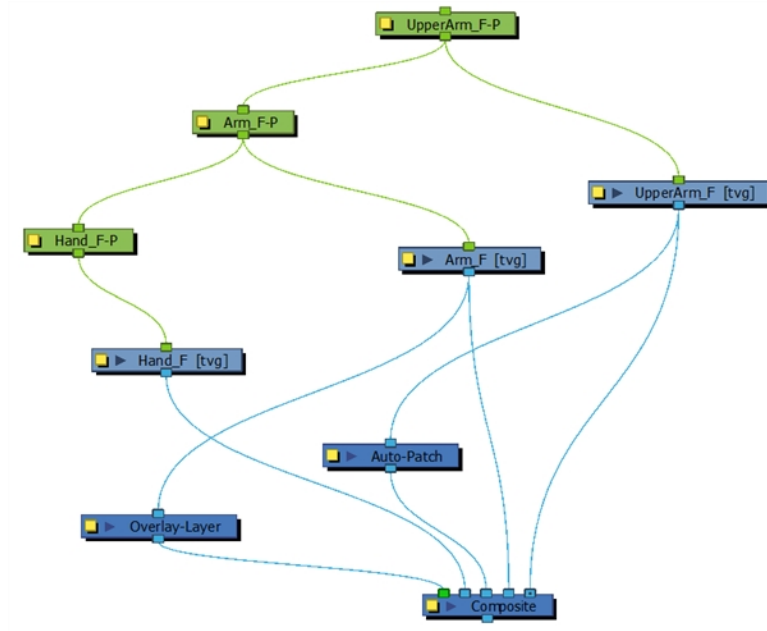 UpperArm_F-P
Arm_F-P
UpperArm_F [tvg]
Hand_F-P
Arm_F [tvg]
Hand_F [tvg]
Auto-Patch
Overlay-Layer
Composite